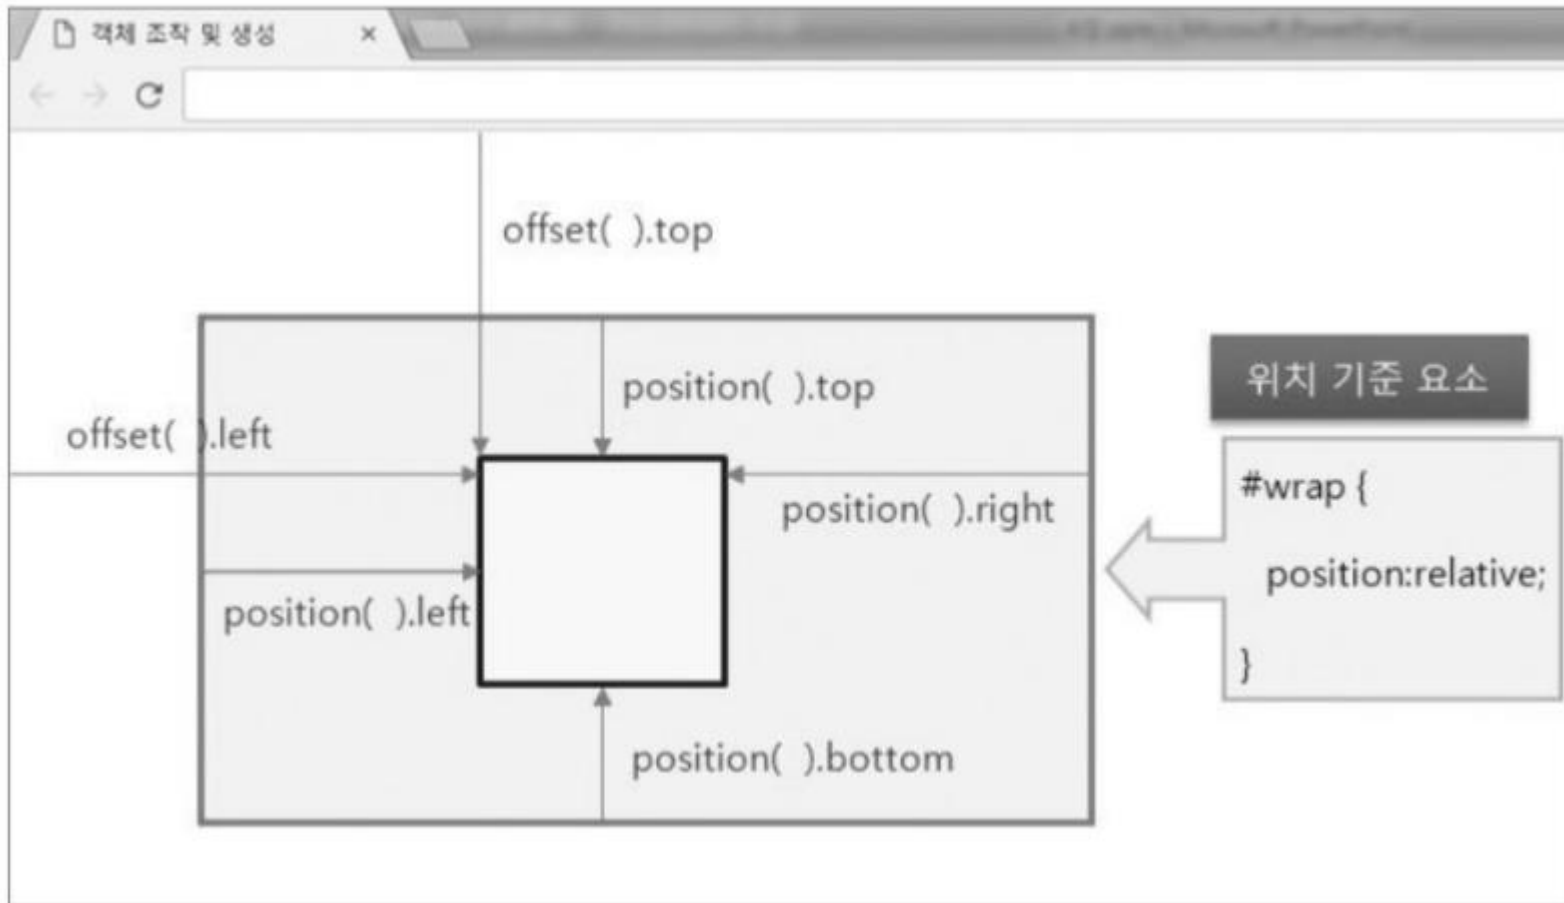 객체 조작 및 생성
offset(  ).top
position(  ).top
위치 기준 요소
offset(  ).left
#wrap {
position(  ).right
position:relative;
position(  ).left
}
position(  ).bottom